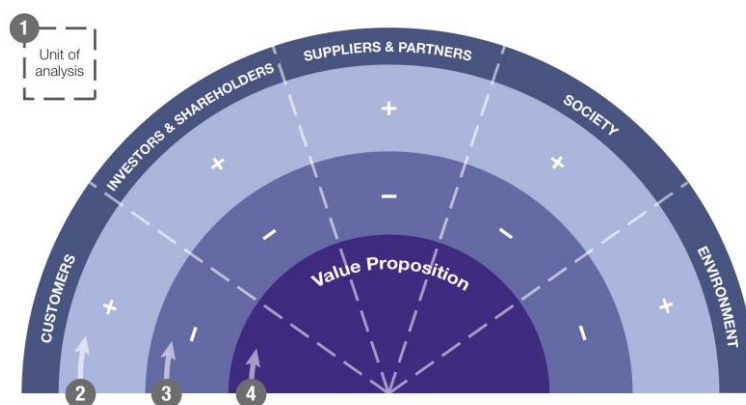 1
Unit of
analysis
CUSTOMERS
INVESTORS & SHAREHOLDERS
SUPPLIERS & PARTNERS
SOCIETY
ENVIRONMENT
+
+
+
+
+
−
−
−
−
−
Value Proposition
2
3
4